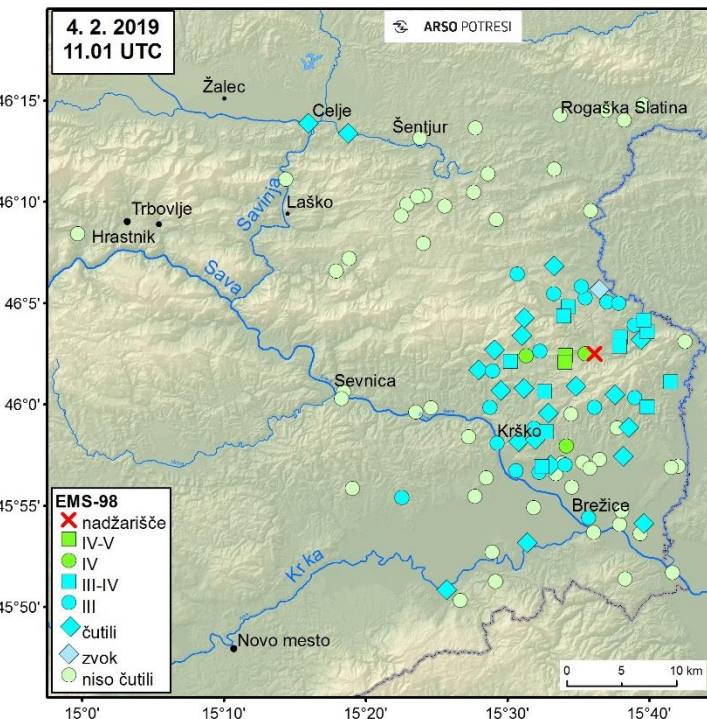 4. 2. 2019
11.01 UTC
ARSO POTRESI
46°15'
46°10'
46°5'
46°0'
45°55'
45°50'
Žalec
Celje
Šentjur
Rogaška Slatina
Savinja
Laško
Trbovlje
Hrastnik
Sava
Sevnica
Krško
Brežice
Krka
Novo mesto
EMS-98
nadžarišče
IV-V
IV
III-IV
III
čutili
zvok
niso čutili
0 5 10 km
15°0' 15°10' 15°20' 15°30' 15°40'